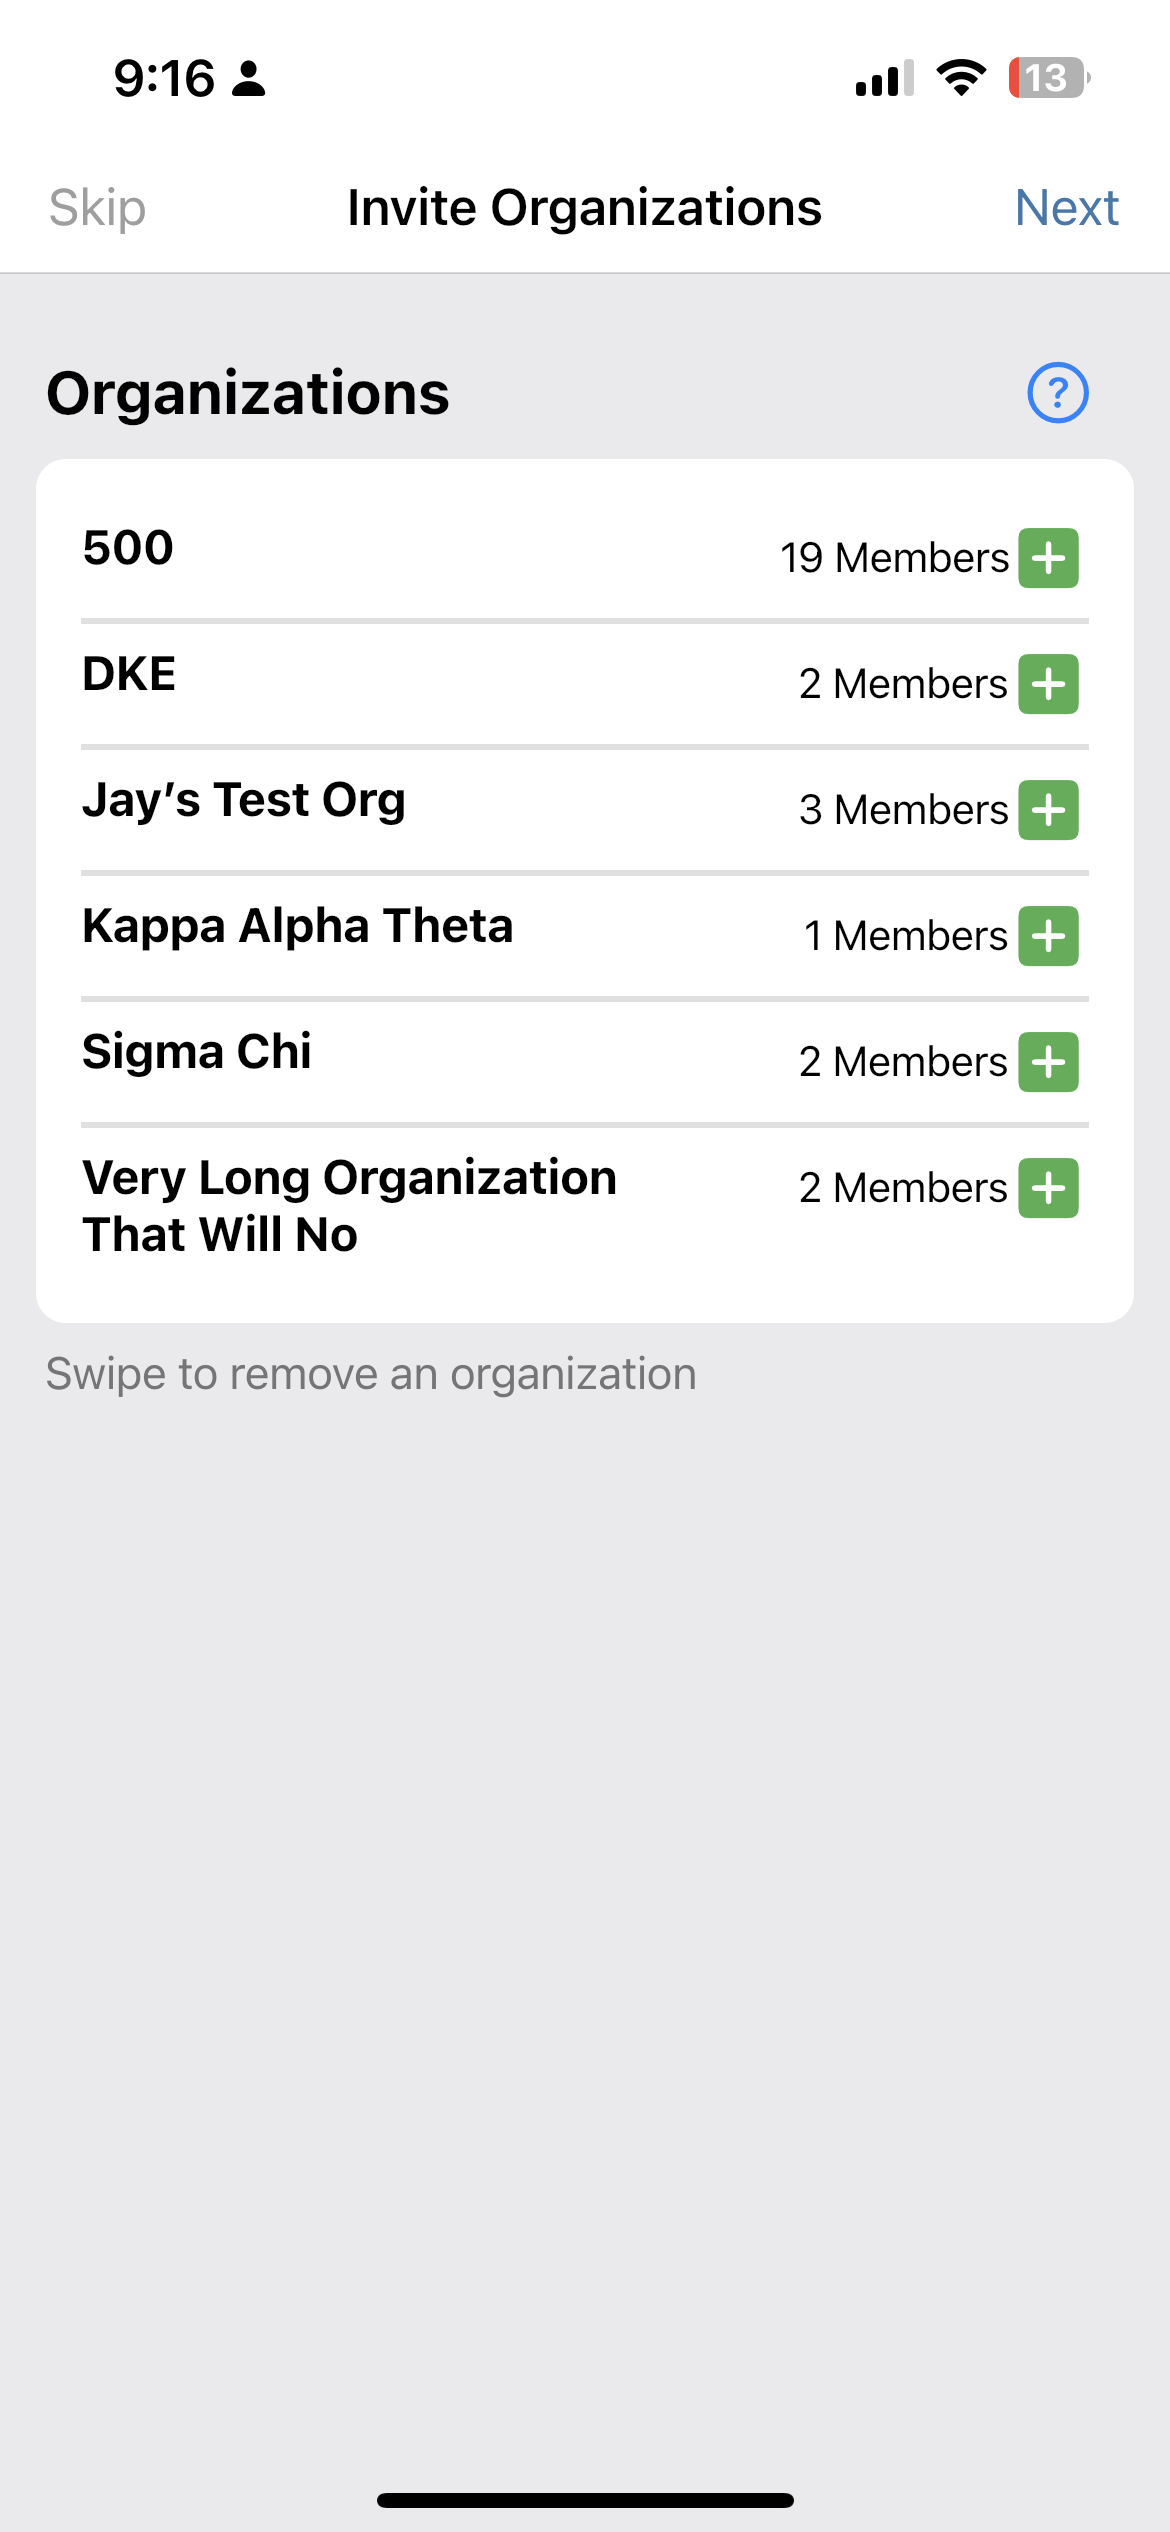 9:16
13
Skip
Invite Organizations
Next
Organizations
?
500
19 Members
DKE
2 Members
Jay’s Test Org
3 Members
Kappa Alpha Theta
1 Members
Sigma Chi
2 Members
Very Long Organization
That Will No
2 Members
Swipe to remove an organization